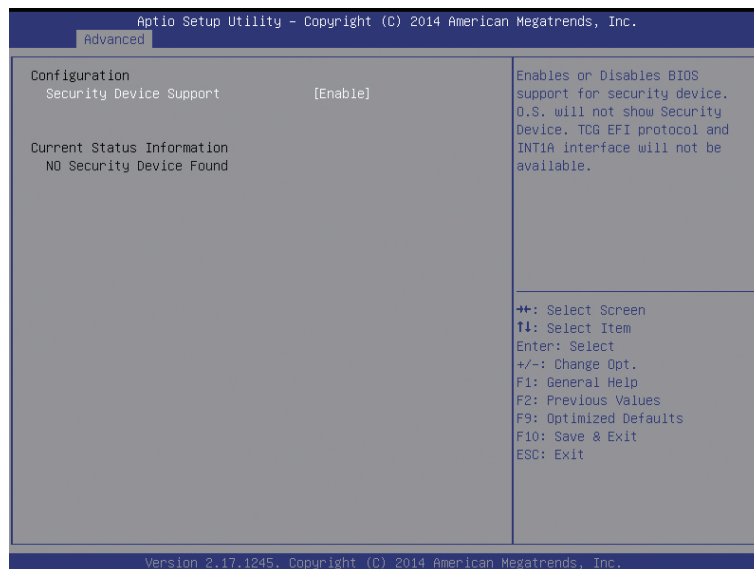 Aptio Setup Utility – Copyright (C) 2014 American Megatrends, Inc.
Advanced
Configuration
Security Device Support [Enable]
Current Status Information
NO Security Device Found
Enables or Disables BIOS
support for security device.
O.S. will not show Security
Device. TCG EFI protocol and
INT1A interface will not be
available.
→←: Select Screen
↑↓: Select Item
Enter: Select
+/-: Change Opt.
F1: General Help
F2: Previous Values
F9: Optimized Defaults
F10: Save & Exit
ESC: Exit
Version 2.17.1245. Copyright (C) 2014 American Megatrends, Inc.